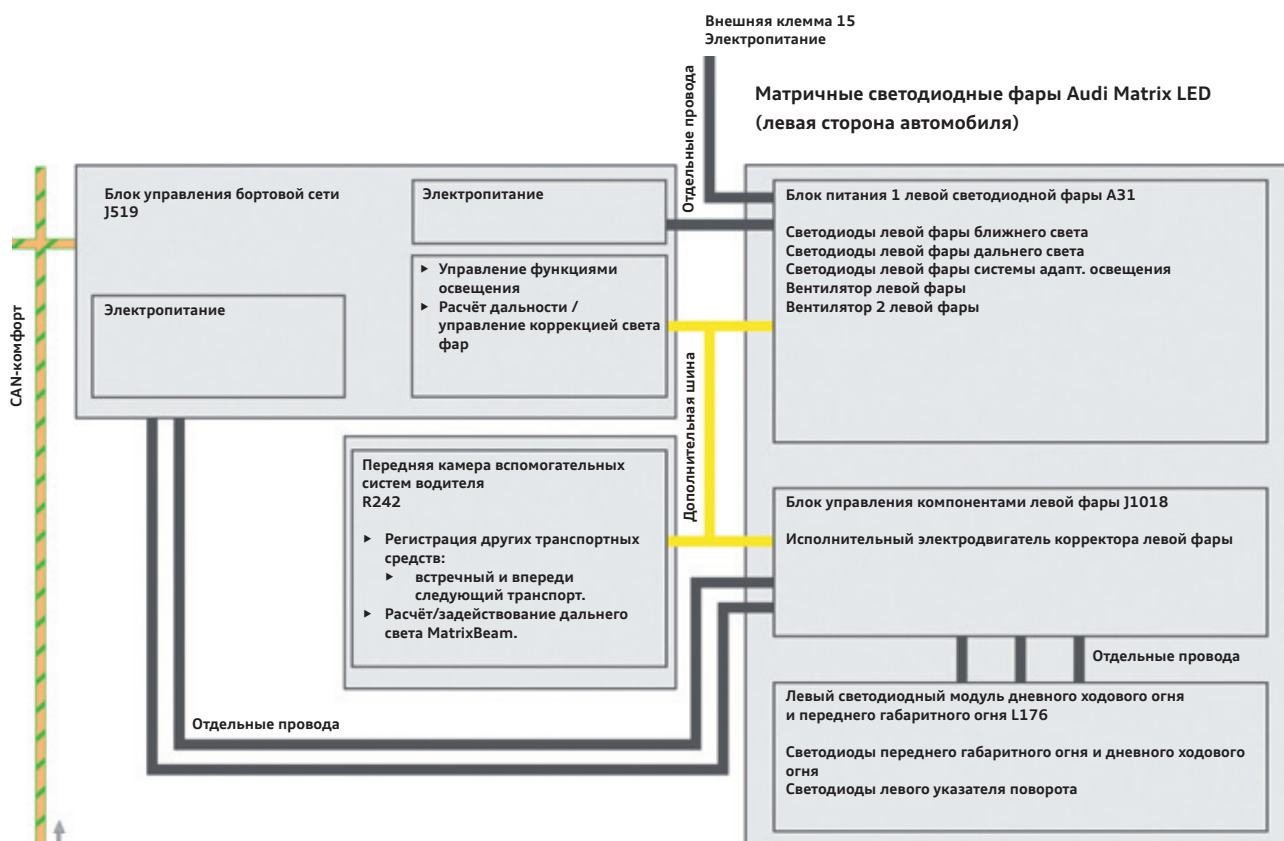 Внешняя клемма 15
Электропитание
Матричные светодиодные фары Audi Matrix LED
(левая сторона автомобиля)
Отдельные провода
CAN-комфорт
Блок управления бортовой сети
J519
Электропитание
Электропитание
▸ Управление функциями
освещения
▸ Расчёт дальности /
управление коррекцией света
фар
Блок питания 1 левой светодиодной фары A31
Светодиоды левой фары ближнего света
Светодиоды левой фары дальнего света
Светодиоды левой фары системы адапт. освещения
Вентилятор левой фары
Вентилятор 2 левой фары
Дополнительная шина
Передняя камера вспомогательных
систем водителя
R242
▸ Регистрация других транспортных
средств:
▸ встречный и впереди
следующий транспорт.
▸ Расчёт/задействование дальнего
света MatrixBeam.
Блок управления компонентами левой фары J1018
Исполнительный электродвигатель корректора левой фары
Отдельные провода
Отдельные провода
Левый светодиодный модуль дневного ходового огня
и переднего габаритного огня L176
Светодиоды переднего габаритного огня и дневного ходового
огня
Светодиоды левого указателя поворота